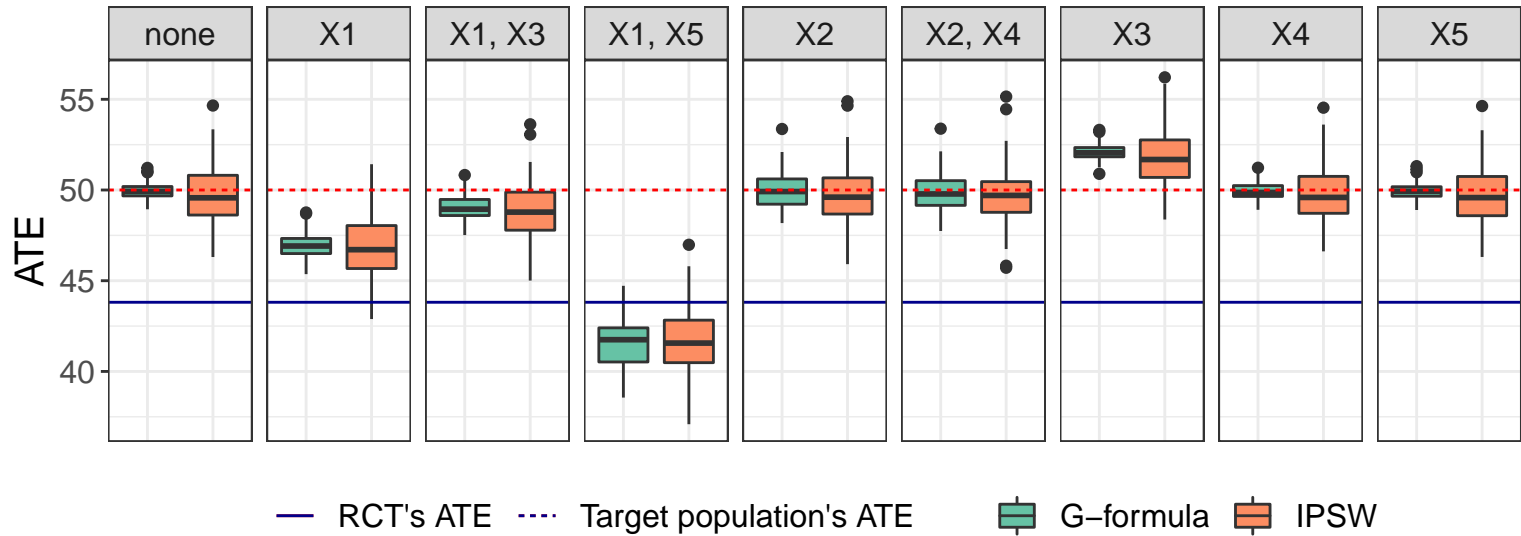 none X1 X1, X3 X1, X5 X2 X2, X4 X3 X4 X5
55
50
45
40
ATE
RCT's ATE Target population's ATE G−formula IPSW